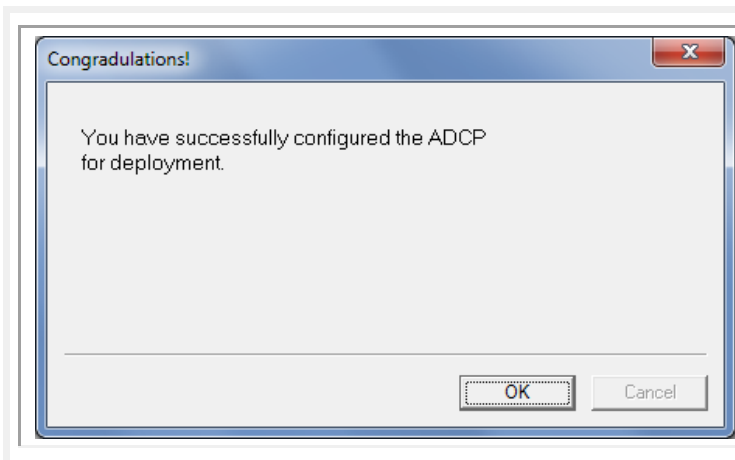 Congradulations!
You have successfully configured the ADCP
for deployment.
OK
Cancel